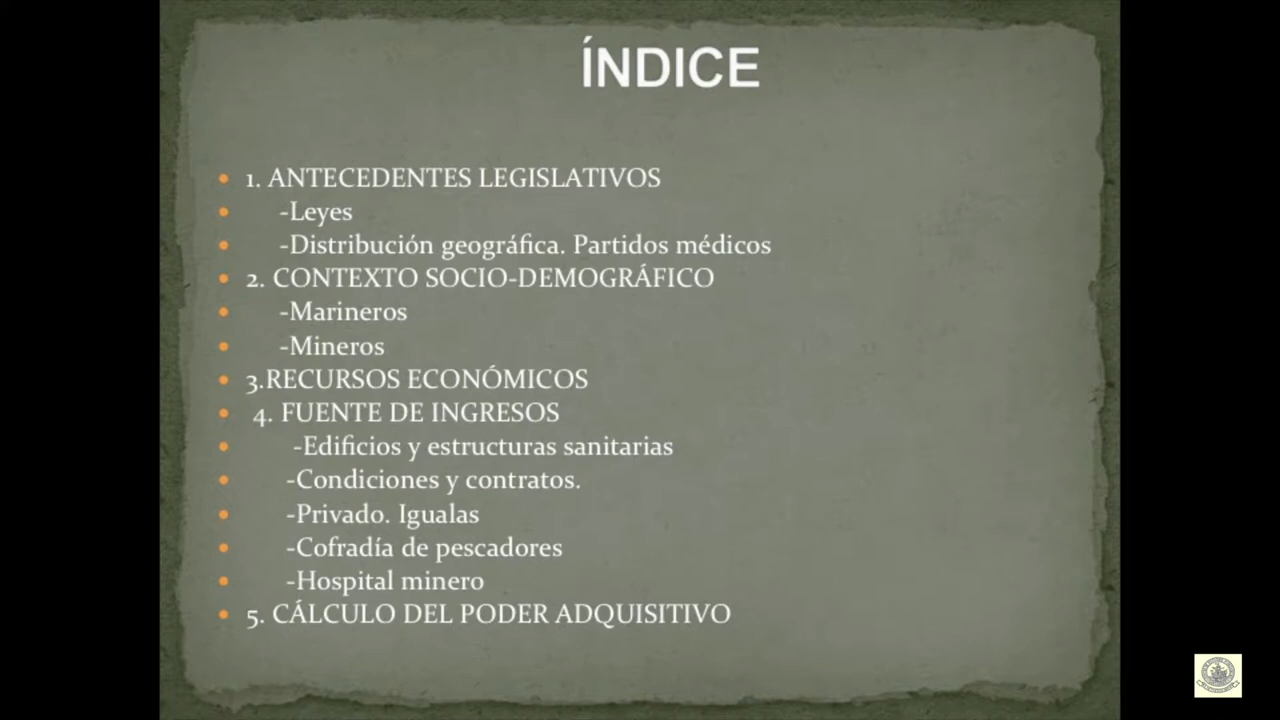 ÍNDICE
1. ANTECEDENTES LEGISLATIVOS
-Leyes
-Distribución geográfica. Partidos médicos
2. CONTEXTO SOCIO-DEMOGRÁFICO
-Marineros
-Mineros
3.RECURSOS ECONÓMICOS
4. FUENTE DE INGRESOS
-Edificios y estructuras sanitarias
-Condiciones y contratos.
-Privado. Igualas
-Cofradía de pescadores
-Hospital minero
5. CÁLCULO DEL PODER ADQUISITIVO